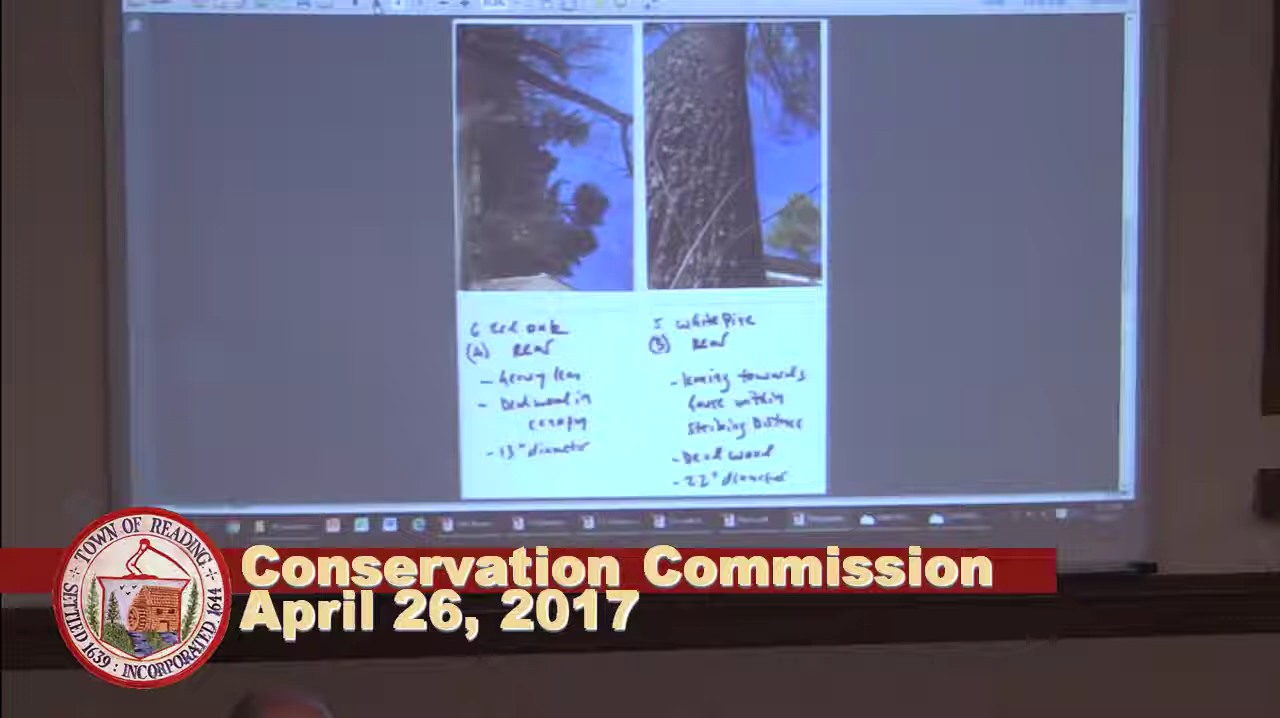 6 red oak
(A) Rear
- heavy lean
- Dead wood in
canopy
- 13" diameter
5 white Pine
(B) Rear
- leaning towards
house within
striking Distance
- Dead wood
- 22" diameter
Conservation Commission
April 26, 2017
TOWN OF READING
SETTLED 1639 : INCORPORATED 1644